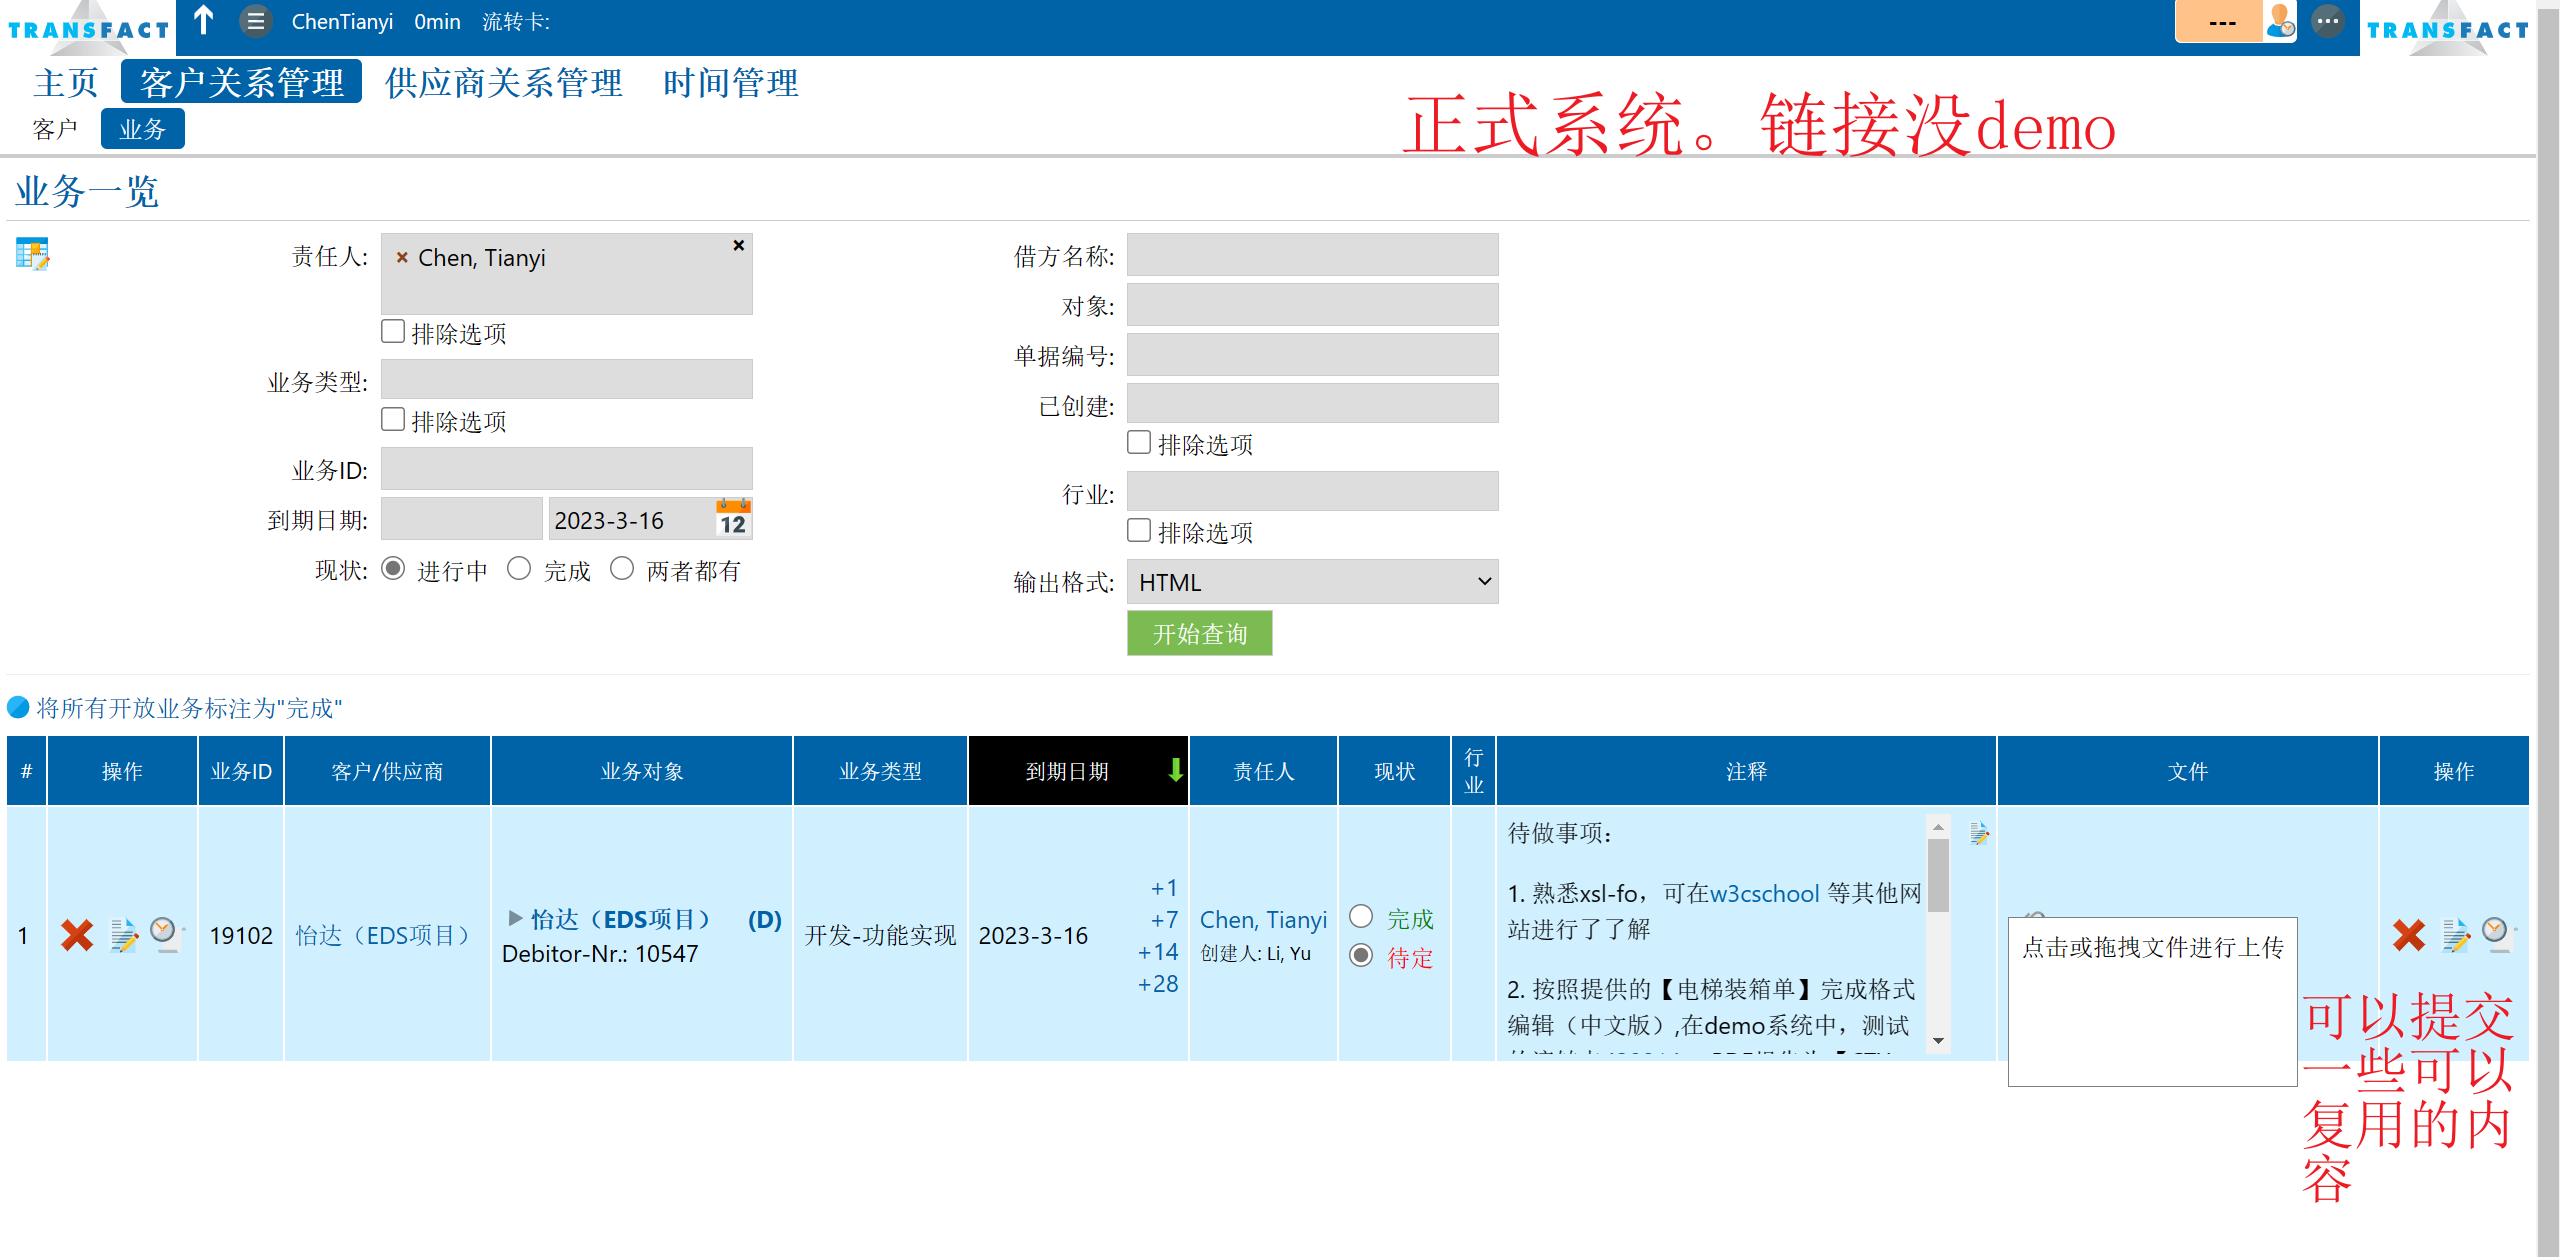 TRANSFACT
ChenTianyi 0min 流转卡:
---
TRANSFACT
主页 客户关系管理 供应商关系管理 时间管理
客户 业务
正式系统。链接没demo
业务一览
责任人: Chen, Tianyi
排除选项
业务类型:
排除选项
业务ID:
到期日期: 2023-3-16
12
现状: 进行中 完成 两者都有
借方名称:
对象:
单据编号:
已创建:
排除选项
行业:
排除选项
输出格式: HTML
开始查询
将所有开放业务标注为"完成"
# 操作 业务ID 客户/供应商 业务对象 业务类型 到期日期 责任人 现状 行业 注释 文件 操作
1 19102 怡达（EDS项目） 怡达（EDS项目） (D)
Debitor-Nr.: 10547
开发-功能实现
2023-3-16
+1
+7
+14
+28
Chen, Tianyi
创建人: Li, Yu
完成
待定
待做事项：
1. 熟悉xsl-fo，可在w3cschool 等其他网
站进行了了解
2. 按照提供的【电梯装箱单】完成格式
编辑（中文版）,在demo系统中，测试
点击或拖拽文件进行上传
可以提交
一些可以
复用的内
容